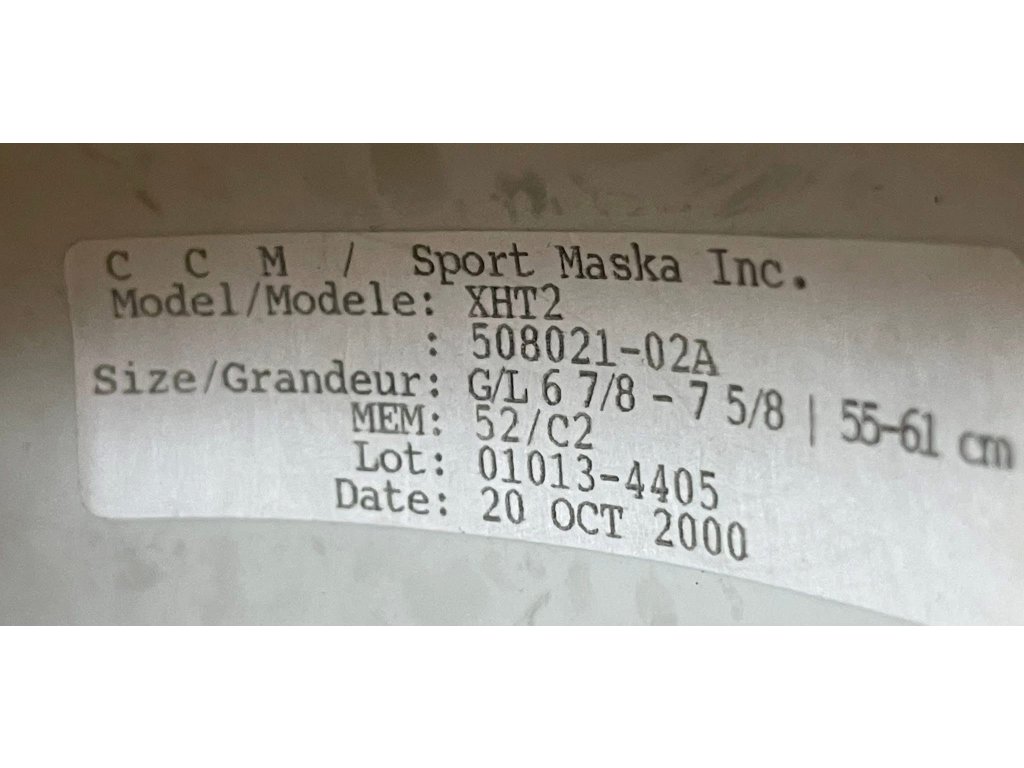 C C M / Sport Maska Inc.
Model/Modele: XHT2
: 508021-02A
Size/Grandeur: G/L 6 7/8 - 7 5/8 | 55-61 cm
MEM: 52/C2
Lot: 01013-4405
Date: 20 OCT 2000